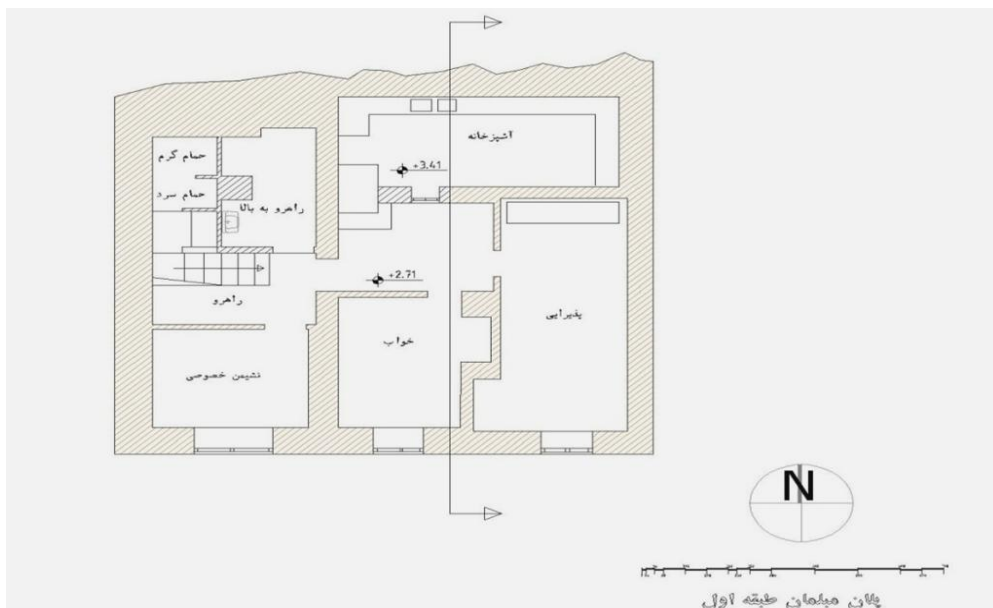 آشپزخانه
حمام گرم
+3.41
حمام سرد
راهرو به بالا
+2.71
راهرو
پذیرایی
خواب
نشیمن خصوصی
N
پلان مبلمان طبقه اول